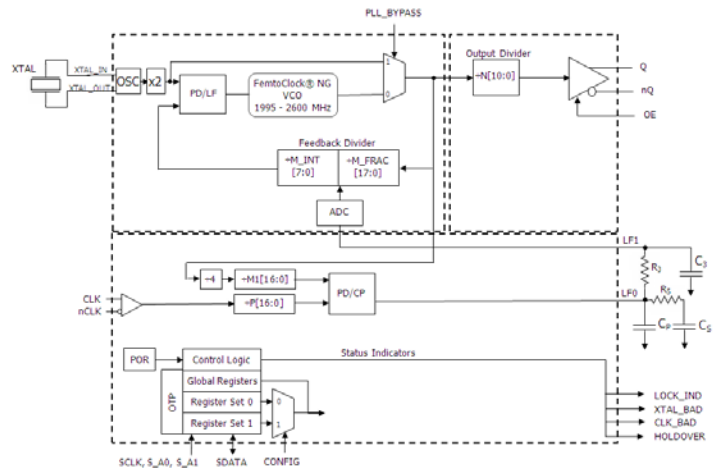 PLL_BYPASS
XTAL
XTAL_IN
XTAL_OUT
OSC
x2
PD/LF
FemtoClock® NG
VCO
1995 - 2600 MHz
1
0
Output Divider
÷N[10:0]
Q
nQ
OE
Feedback Divider
÷M_INT
[7:0]
÷M_FRAC
[17:0]
ADC
LF1
R3
C3
÷4
÷M1[16:0]
CLK
nCLK
÷P[16:0]
PD/CP
LF0
RS
CP
CS
POR
Control Logic
Status Indicators
Global Registers
OTP
Register Set 0
0
Register Set 1
1
LOCK_IND
XTAL_BAD
CLK_BAD
HOLDOVER
SCLK, S_A0, S_A1
SDATA
CONFIG